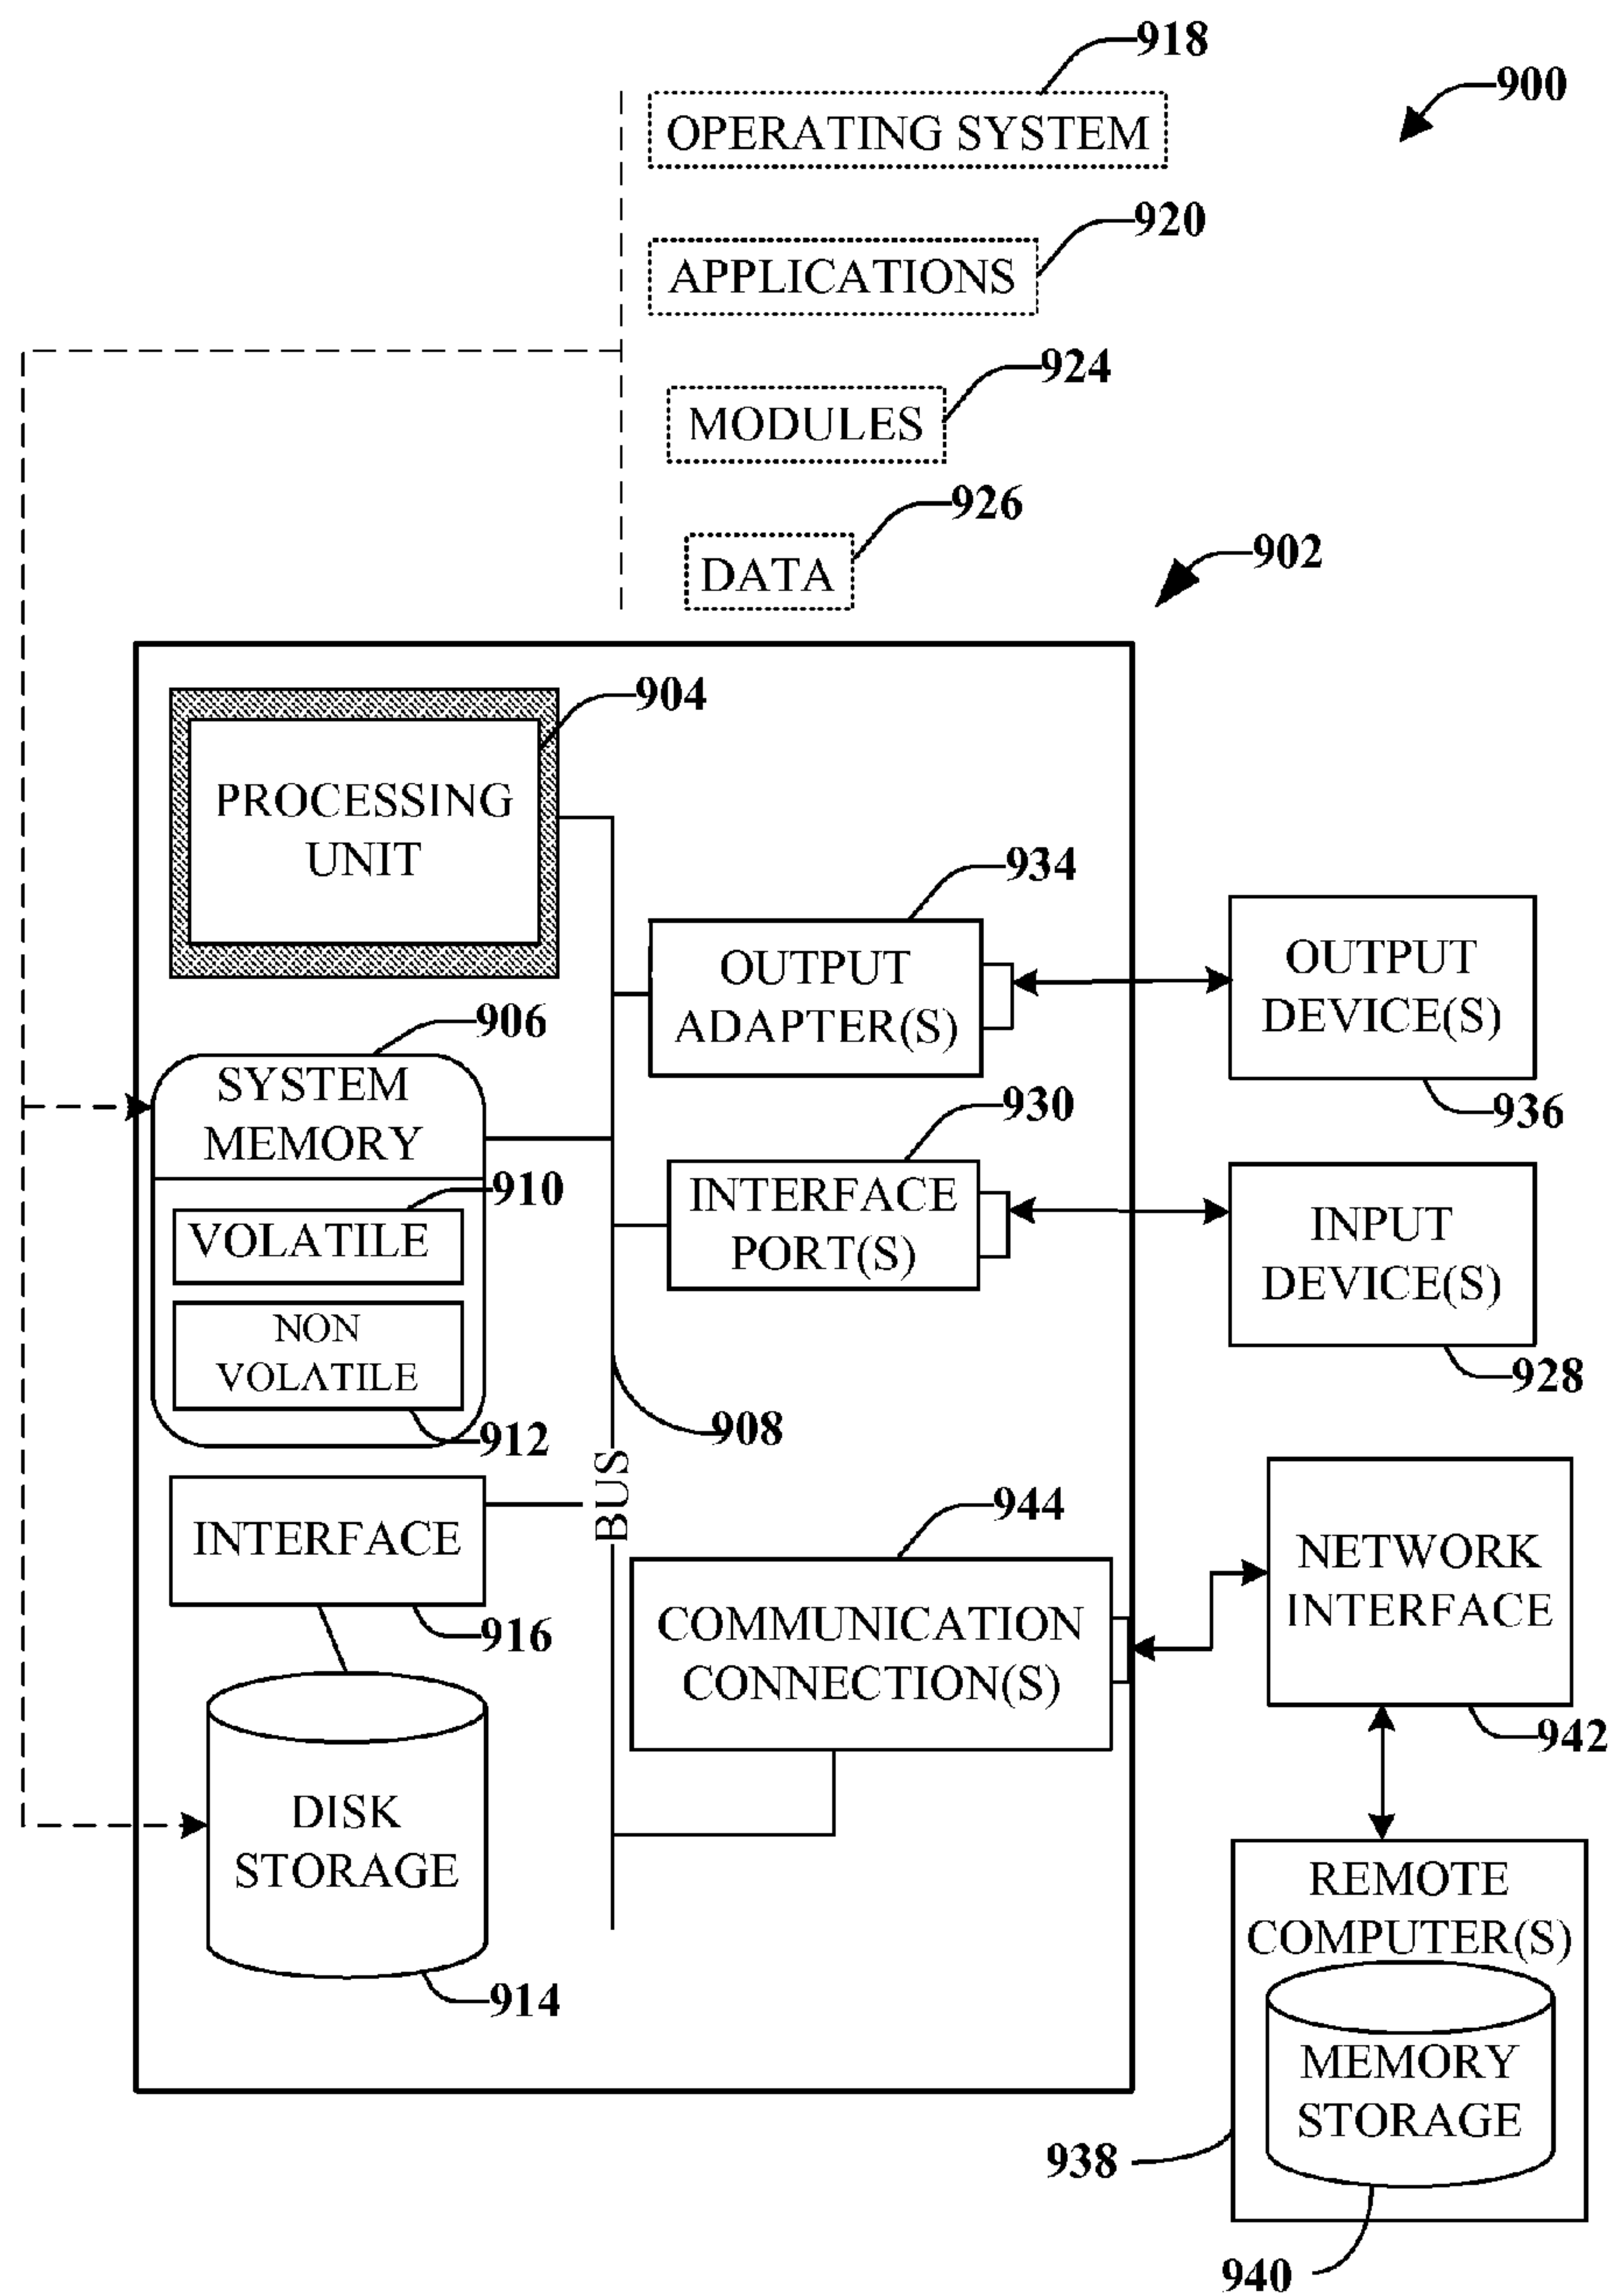 918
900
OPERATING SYSTEM
920
APPLICATIONS
924
MODULES
926
DATA
902
904
PROCESSING
UNIT
934
OUTPUT
ADAPTER(S)
OUTPUT
DEVICE(S)
936
906
SYSTEM
MEMORY
910
VOLATILE
NON
VOLATILE
912
930
INTERFACE
PORT(S)
INPUT
DEVICE(S)
928
908
BUS
INTERFACE
916
944
COMMUNICATION
CONNECTION(S)
NETWORK
INTERFACE
942
DISK
STORAGE
914
REMOTE
COMPUTER(S)
MEMORY
STORAGE
938
940